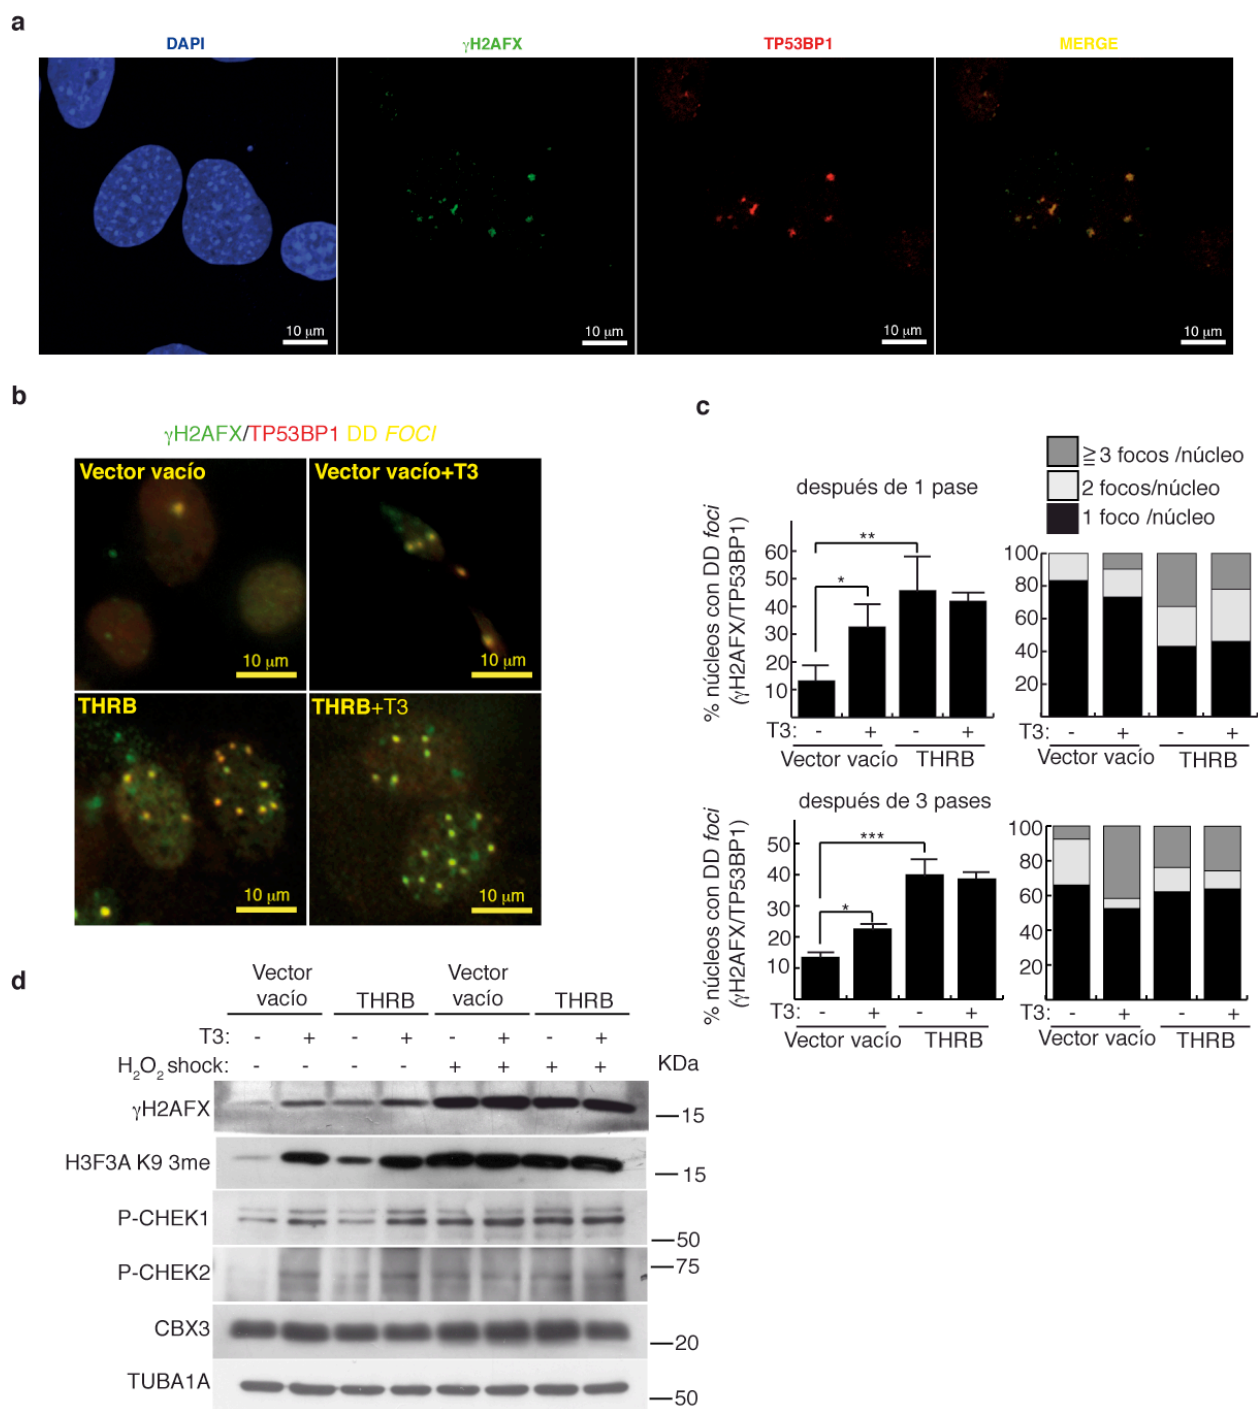 a
DAPI γH2AFX TP53BP1 MERGE
10 µm 10 µm 10 µm 10 µm
b
γH2AFX/TP53BP1 DD FOCI
Vector vacío Vector vacío+T3
10 µm 10 µm
THRB THRB+T3
10 µm 10 µm
c
≧ 3 focos /núcleo
2 focos/núcleo
1 foco /núcleo
después de 1 pase
% núcleos con DD foci
(γH2AFX/TP53BP1)
60
50
40
30
20
10
**
*
T3: - + - +
Vector vacío THRB
100
80
60
40
20
T3: - + - +
Vector vacío THRB
después de 3 pases
% núcleos con DD foci
(γH2AFX/TP53BP1)
50
40
30
20
10
***
*
T3: - + - +
Vector vacío THRB
100
80
60
40
20
T3: - + - +
Vector vacío THRB
d
Vector vacío THRB Vector vacío THRB
T3: - + - + - + - +
H2O2 shock: - - - - + + + + KDa
γH2AFX 15
H3F3A K9 3me 15
P-CHEK1 50
P-CHEK2 75
CBX3 20
TUBA1A 50